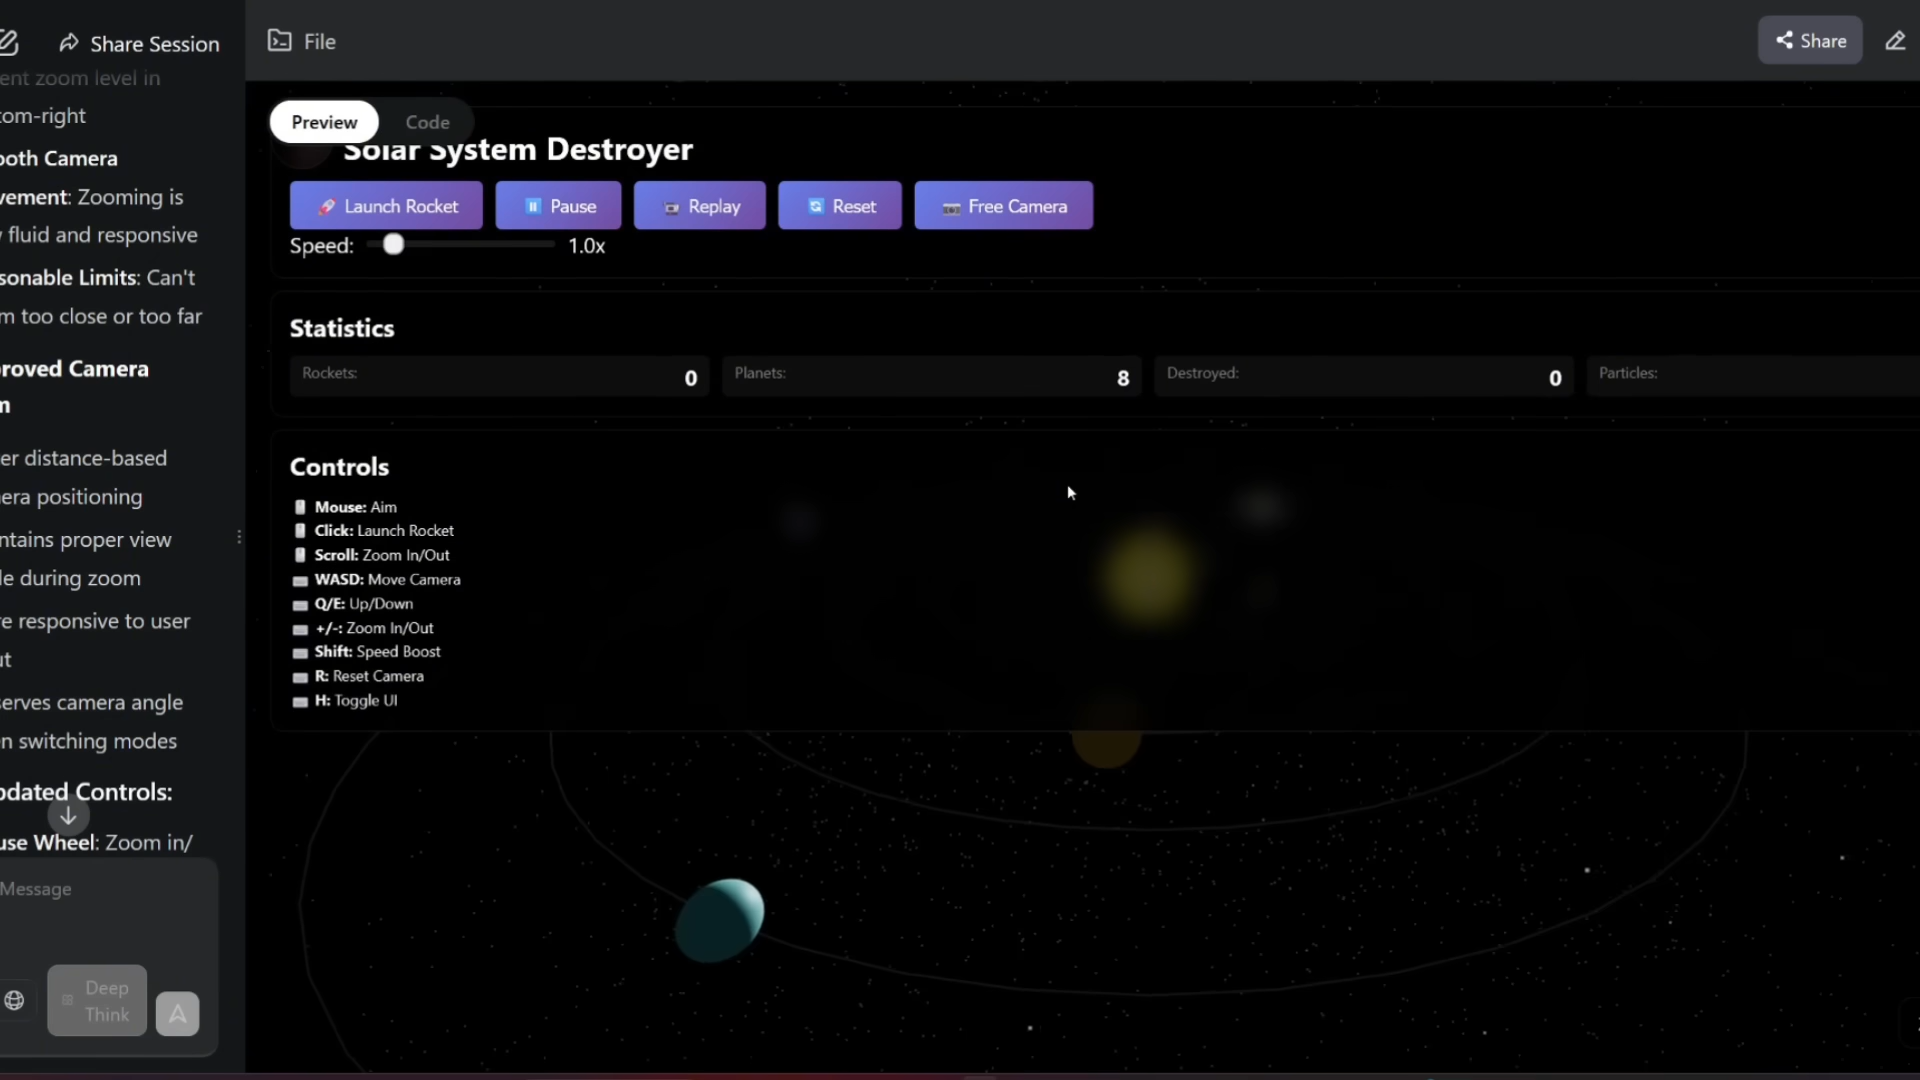 Share Session
ent zoom level in
tom-right
ooth Camera
vement: Zooming is
fluid and responsive
sonable Limits: Can't
m too close or too far
roved Camera
m
er distance-based
era positioning
ntains proper view
le during zoom
re responsive to user
ut
serves camera angle
n switching modes
pdated Controls:
use Wheel: Zoom in/
Message
Deep
Think
File
Share
Preview
Code
Solar System Destroyer
Launch Rocket
Pause
Replay
Reset
Free Camera
Speed: 1.0x
Statistics
Rockets: 0
Planets: 8
Destroyed: 0
Particles:
Controls
Mouse: Aim
Click: Launch Rocket
Scroll: Zoom In/Out
WASD: Move Camera
Q/E: Up/Down
+/-: Zoom In/Out
Shift: Speed Boost
R: Reset Camera
H: Toggle UI